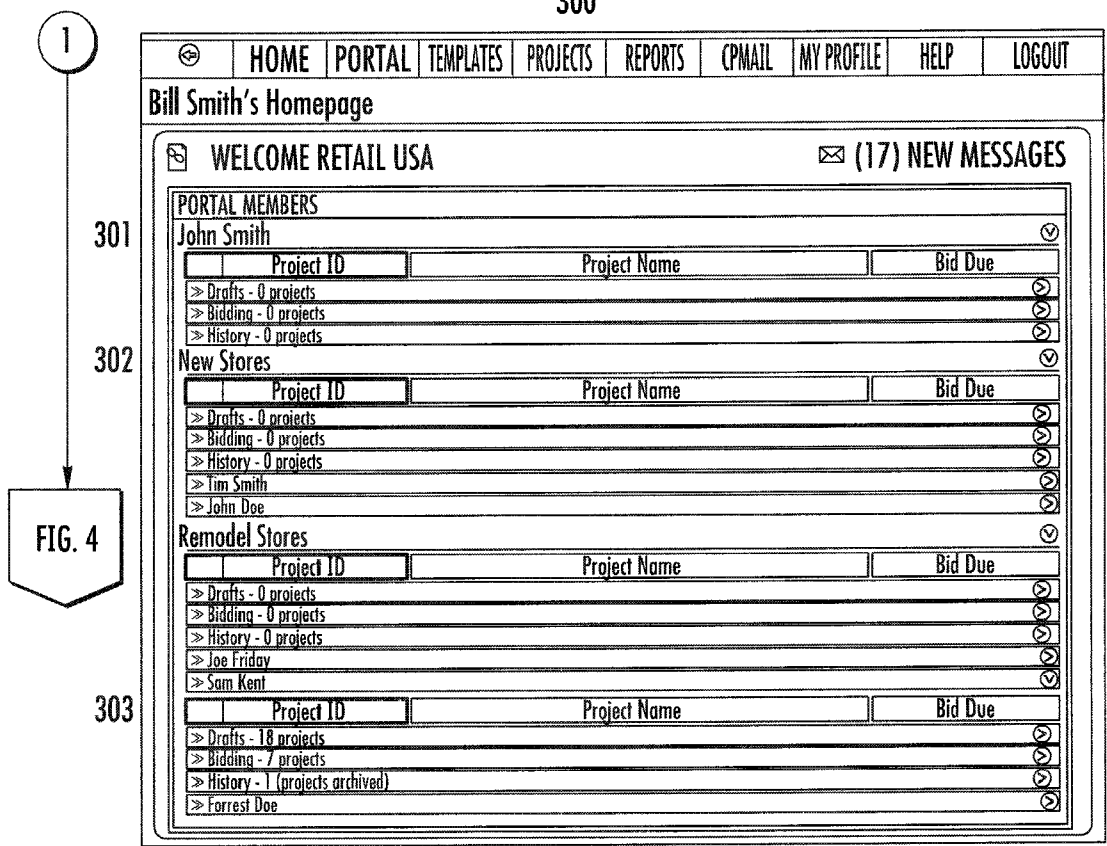 300
1
HOME PORTAL TEMPLATES PROJECTS REPORTS CPMAIL MY PROFILE HELP LOGOUT
Bill Smith's Homepage
WELCOME RETAIL USA (17) NEW MESSAGES
PORTAL MEMBERS
301 John Smith
Project ID Project Name Bid Due
>> Drafts - 0 projects
>> Bidding - 0 projects
>> History - 0 projects
302 New Stores
Project ID Project Name Bid Due
>> Drafts - 0 projects
>> Bidding - 0 projects
>> History - 0 projects
>> Tim Smith
>> John Doe
FIG. 4 Remodel Stores
Project ID Project Name Bid Due
>> Drafts - 0 projects
>> Bidding - 0 projects
>> History - 0 projects
>> Joe Friday
>> Sam Kent
303 Project ID Project Name Bid Due
>> Drafts - 18 projects
>> Bidding - 7 projects
>> History - 1 (projects archived)
>> Forrest Doe